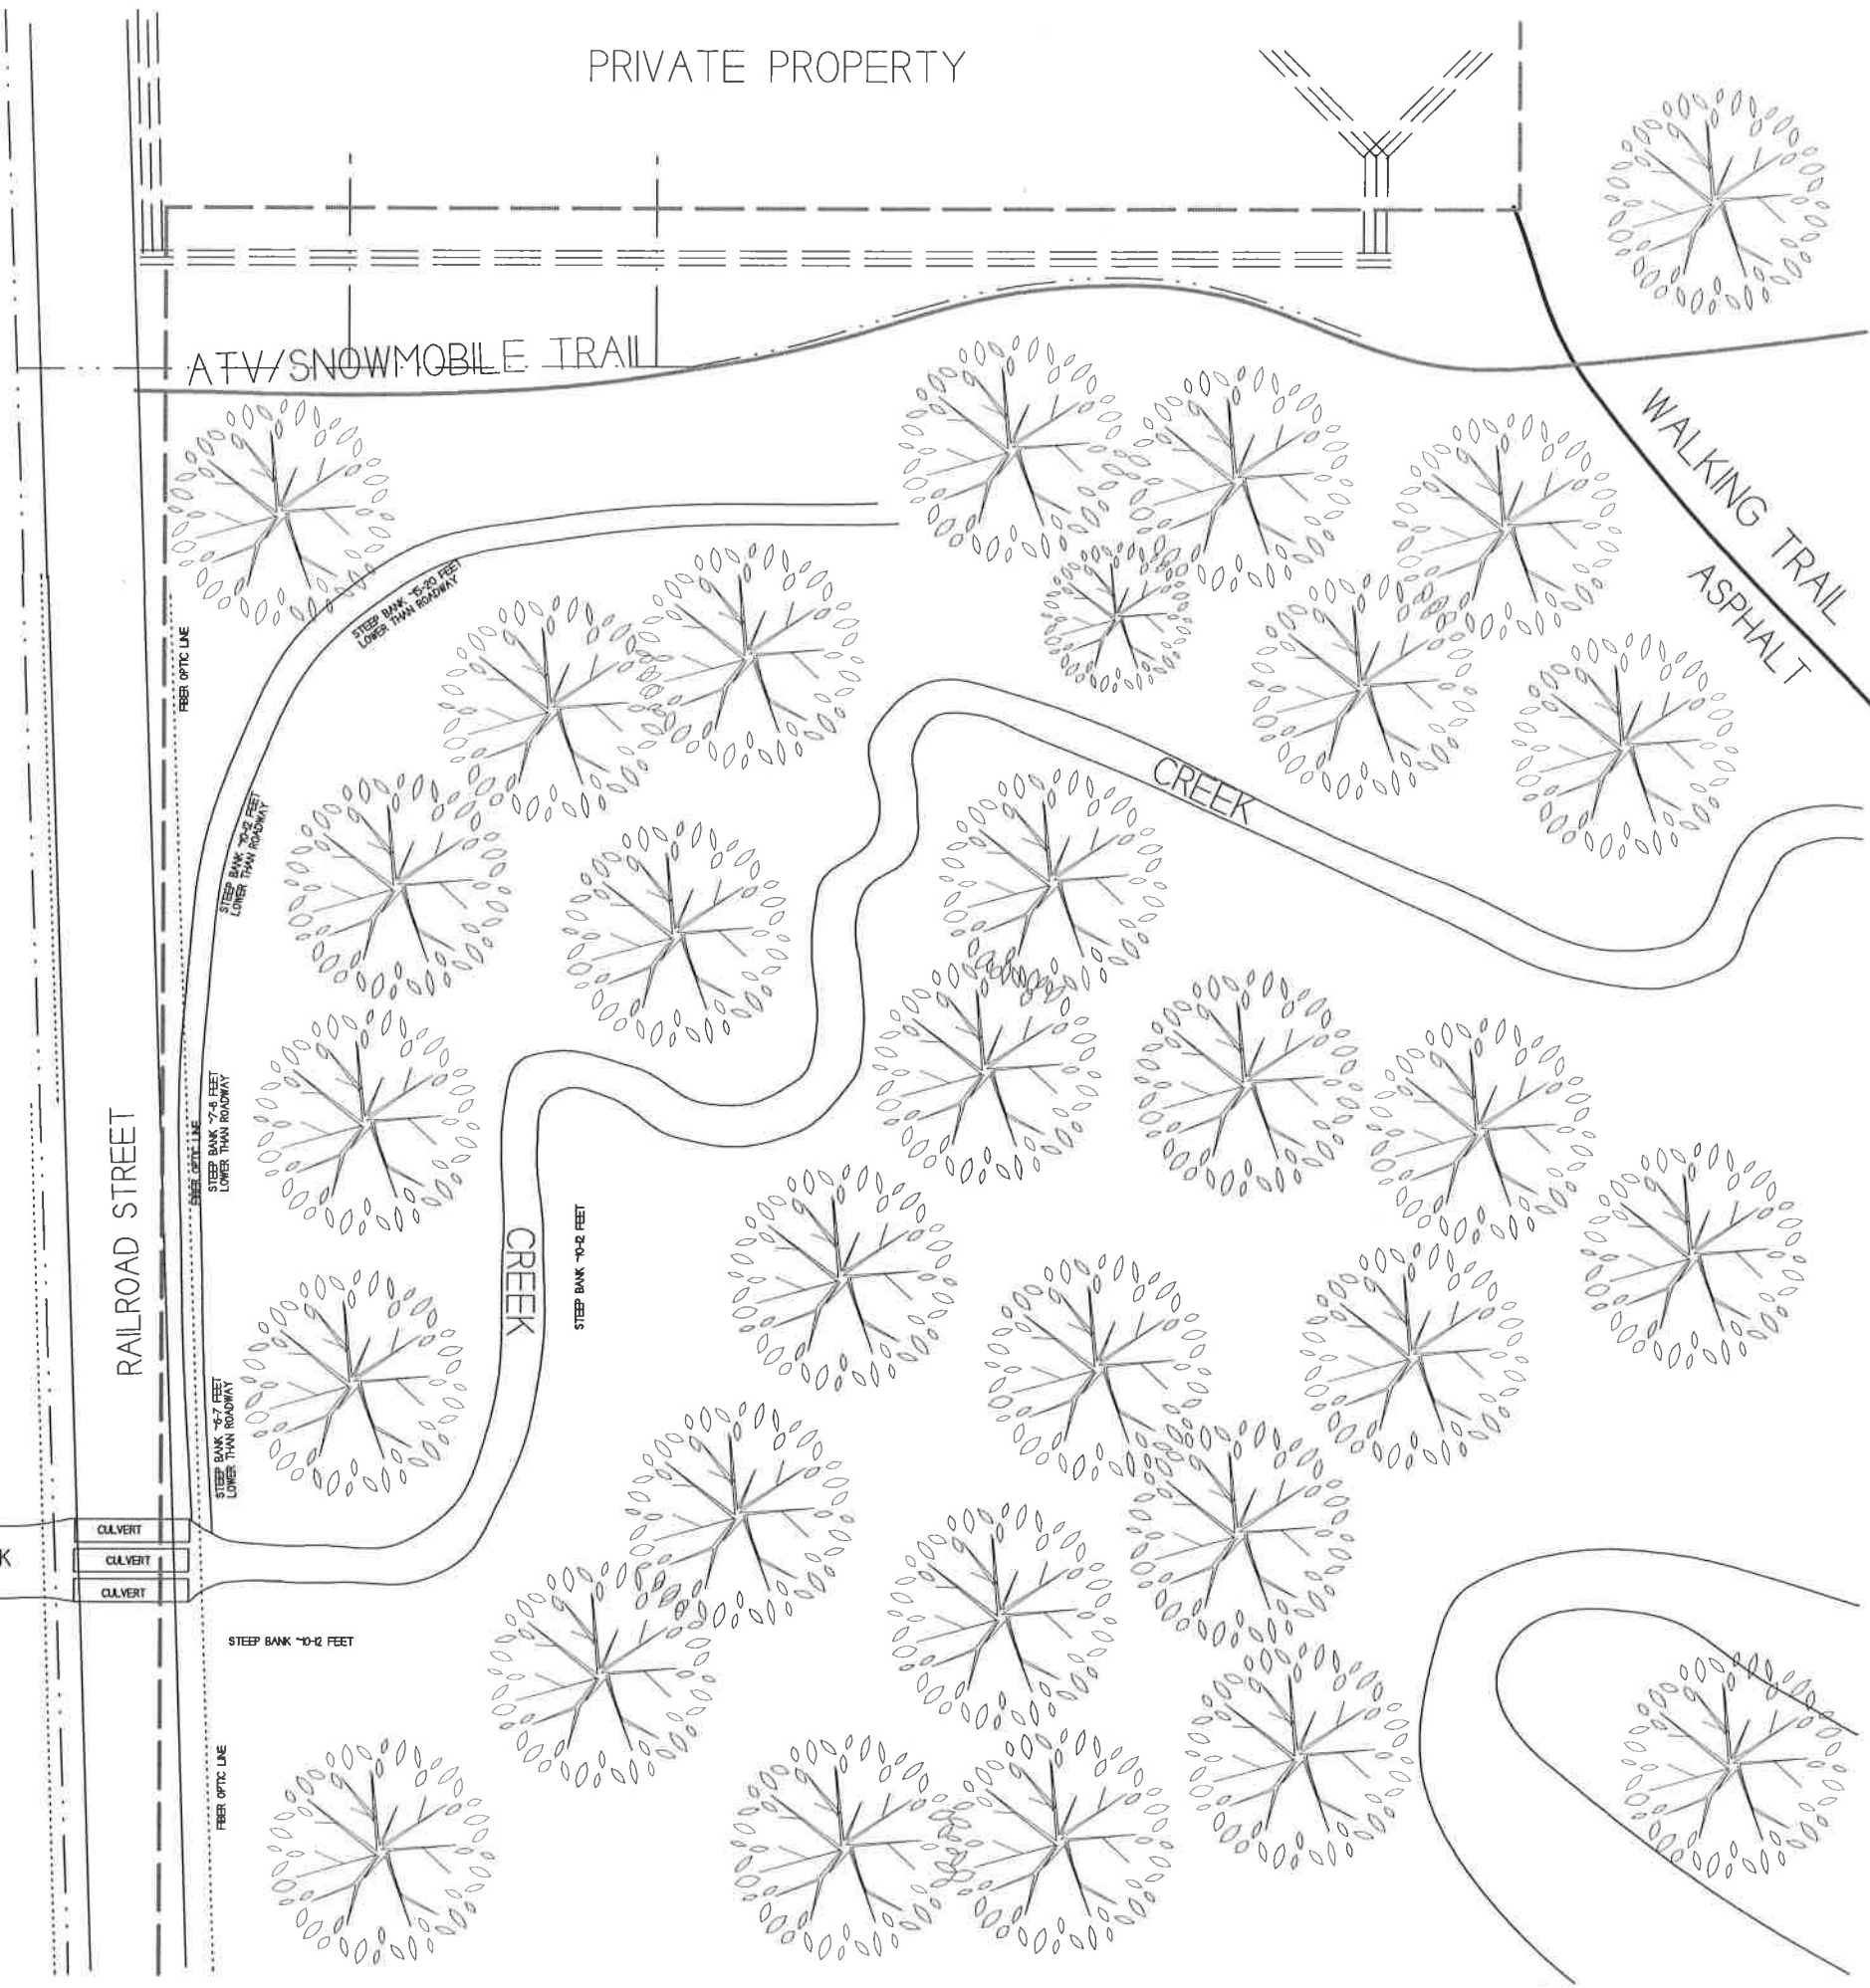 PRIVATE PROPERTY
ATV/SNOWMOBILE TRAIL
WALKING TRAIL
ASPHALT
STEEP BANK ~15-20 FEET
LOWER THAN ROADWAY
FIBER OPTIC LINE
CREEK
STEEP BANK ~10-12 FEET
LOWER THAN ROADWAY
STEEP BANK ~7-8 FEET
LOWER THAN ROADWAY
FIBER OPTIC LINE
RAILROAD STREET
CREEK
STEEP BANK ~10-12 FEET
STEEP BANK ~6-7 FEET
LOWER THAN ROADWAY
CULVERT
K
CULVERT
CULVERT
STEEP BANK ~10-12 FEET
FIBER OPTIC LINE